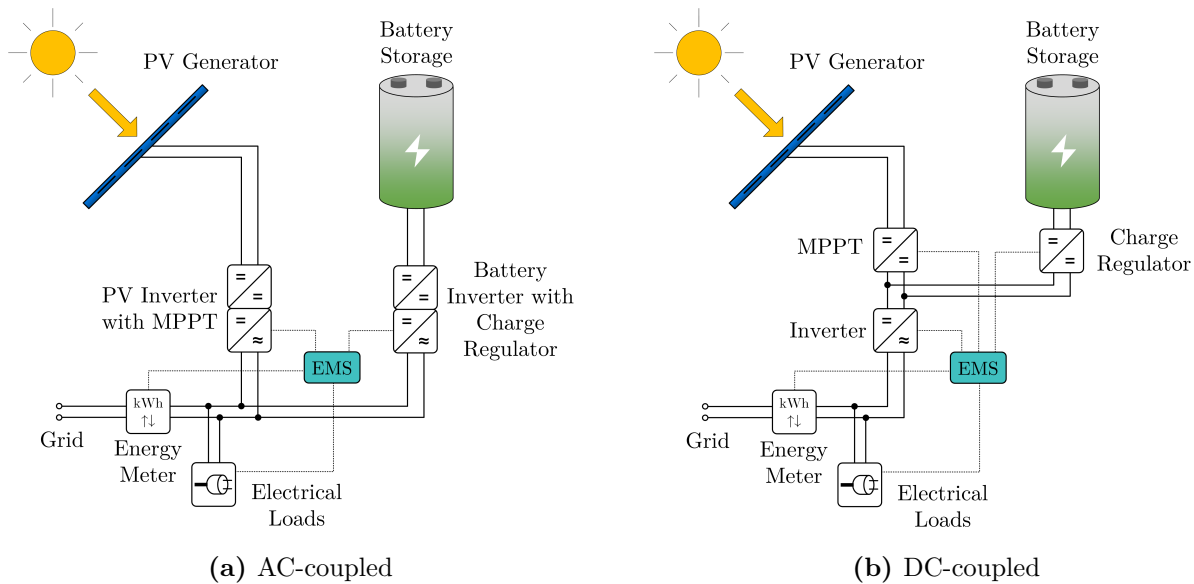 Battery
Storage
PV Generator
PV Inverter
with MPPT
Battery
Inverter with
Charge
Regulator
EMS
kWh
↑↓
Grid
Energy
Meter
Electrical
Loads
(a) AC-coupled
Battery
Storage
PV Generator
MPPT
Charge
Regulator
Inverter
EMS
kWh
↑↓
Grid
Energy
Meter
Electrical
Loads
(b) DC-coupled